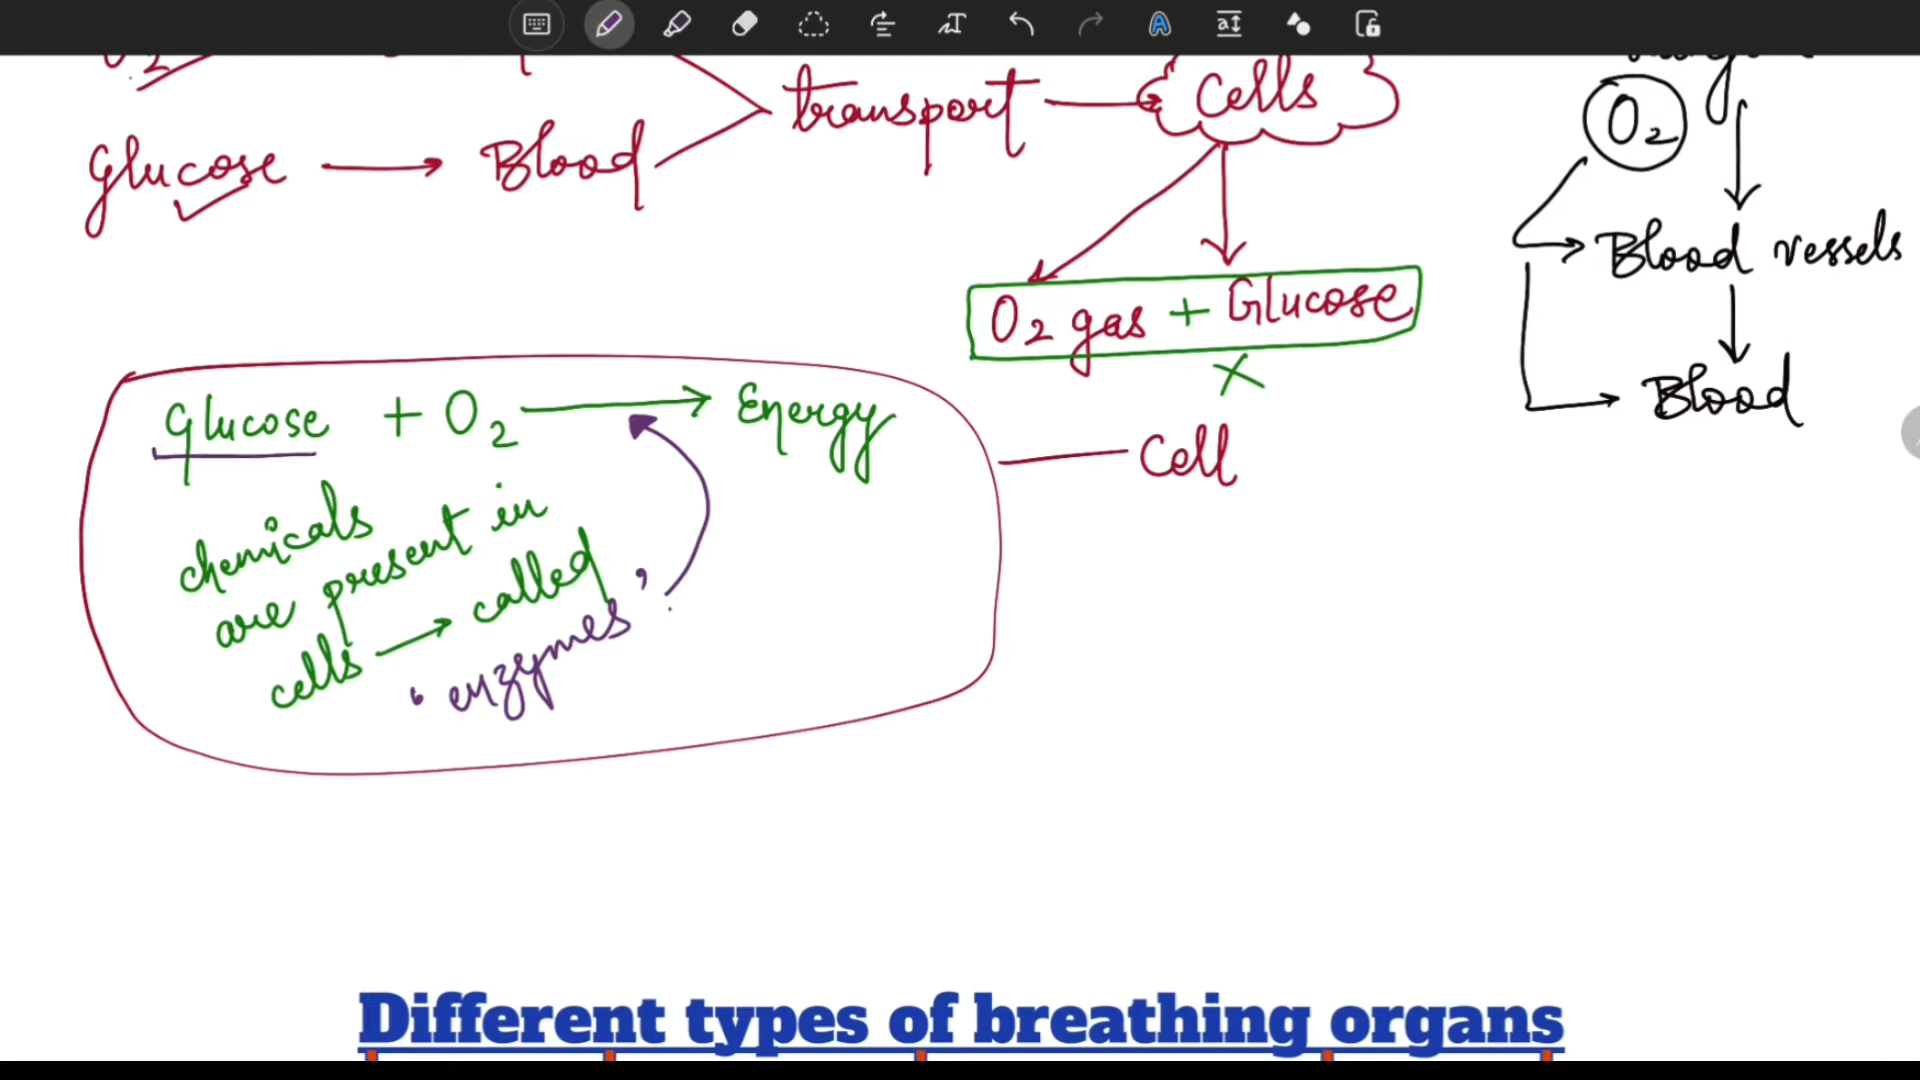 O2
transport → Cells
Glucose → Blood
O2 gas + Glucose
Glucose + O2 → Energy
Cell
chemicals
are present in
cells → called
‘ enzymes ’
O2
Blood vessels
Blood
Different types of breathing organs